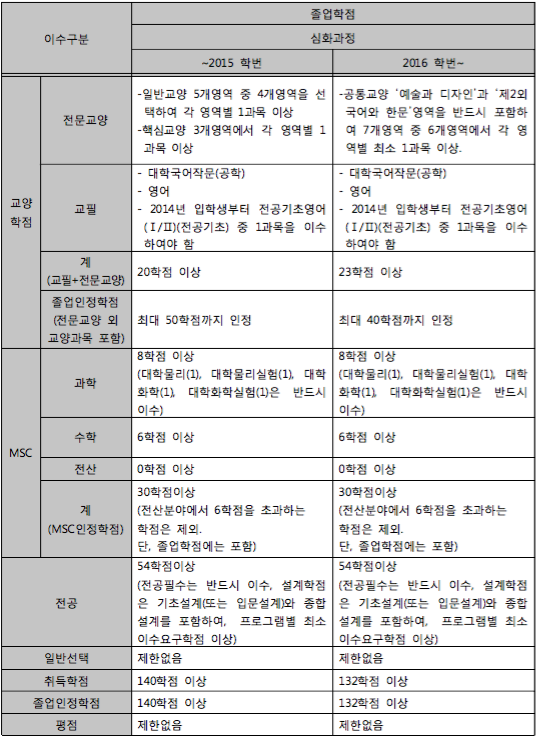 이수구분
졸업학점
심화과정
~2015 학번
2016 학번~
교양
학점
전문교양
-일반교양 5개영역 중 4개영역을 선
택하여 각 영역별 1과목 이상
-핵심교양 3개영역에서 각 영역별 1
과목 이상
-공통교양 '예술과 디자인'과 '제2외
국어와 한문'영역을 반드시 포함하
여 7개영역 중 6개영역에서 각 영
역별 최소 1과목 이상.
교필
- 대학국어작문(공학)
- 영어
- 2014년 입학생부터 전공기초영어
(Ⅰ/Ⅱ)(전공기초) 중 1과목을 이수
하여야 함
- 대학국어작문(공학)
- 영어
- 2014년 입학생부터 전공기초영어
(Ⅰ/Ⅱ)(전공기초) 중 1과목을 이수
하여야 함
계
(교필+전문교양)
20학점 이상
23학점 이상
졸업인정학점
(전문교양 외
교양과목 포함)
최대 50학점까지 인정
최대 40학점까지 인정
MSC
과학
8학점 이상
(대학물리(1), 대학물리실험(1), 대학
화학(1), 대학화학실험(1)은 반드시
이수)
8학점 이상
(대학물리(1), 대학물리실험(1), 대학
화학(1), 대학화학실험(1)은 반드시
이수)
수학
6학점 이상
6학점 이상
전산
0학점 이상
0학점 이상
계
(MSC인정학점)
30학점이상
(전산분야에서 6학점을 초과하는
학점은 제외.
단, 졸업학점에는 포함)
30학점이상
(전산분야에서 6학점을 초과하는
학점은 제외.
단, 졸업학점에는 포함)
전공
54학점이상
(전공필수는 반드시 이수, 설계학점
은 기초설계(또는 입문설계)와 종합
설계를 포함하여, 프로그램별 최소
이수요구학점 이상)
54학점이상
(전공필수는 반드시 이수, 설계학점
은 기초설계(또는 입문설계)와 종합
설계를 포함하여, 프로그램별 최소
이수요구학점 이상)
일반선택
제한없음
제한없음
취득학점
140학점 이상
132학점 이상
졸업인정학점
140학점 이상
132학점 이상
평점
제한없음
제한없음